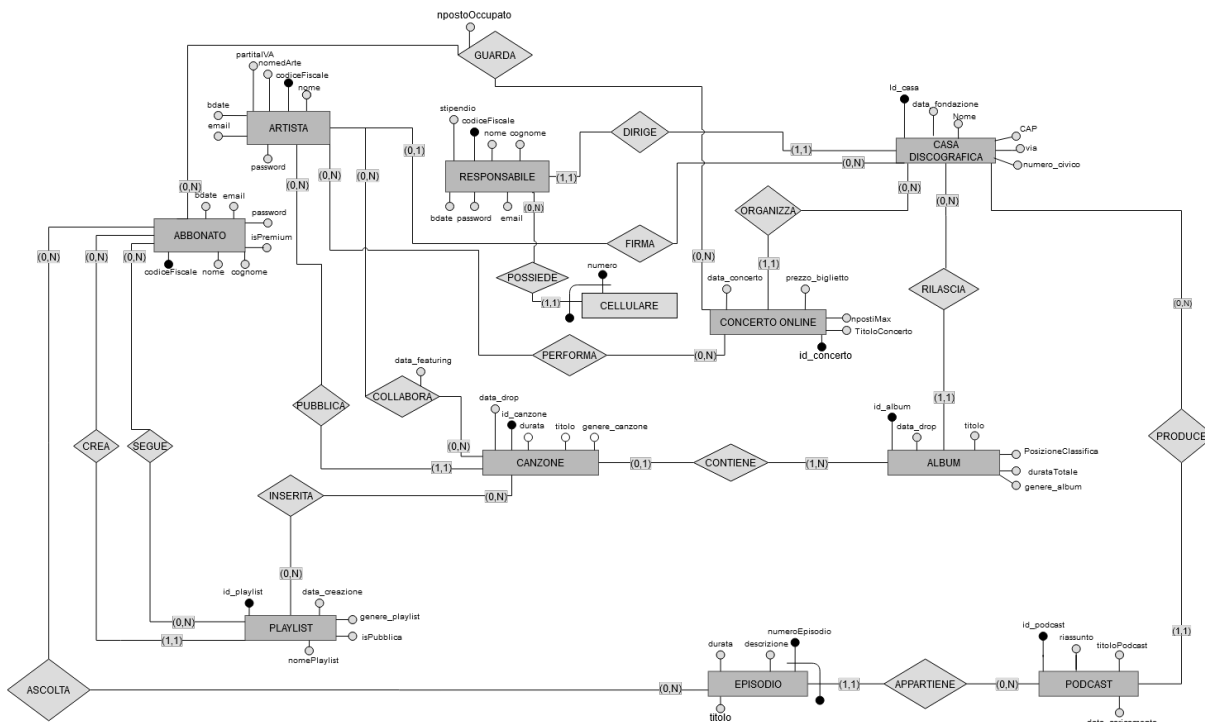 npostoOccupato
GUARDA
partitaIVA
nomedArte
codiceFiscale
nome
bdate
email
ARTISTA
password
(0,N)
(0,N)
(0,N)
(0,1)
stipendio
codiceFiscale
nome cognome
RESPONSABILE
(1,1)
(0,N)
bdate password email
DIRIGE
(1,1)
Id_casa
data_fondazione
Nome
CASA
DISCOGRAFICA
CAP
via
numero_civico
(0,N)
(0,N)
(0,N)
(0,N)
bdate email
password
ABBONATO
isPremium
codiceFiscale nome cognome
(0,N)
(0,N)
(0,N)
ORGANIZZA
FIRMA
(0,N)
(1,1)
POSSIEDE
numero
(1,1)
CELLULARE
data_concerto
prezzo_biglietto
CONCERTO ONLINE
npostiMax
TitoloConcerto
id_concerto
RILASCIA
(0,N)
PERFORMA
(0,N)
data_featuring
PUBBLICA
COLLABORA
(0,N)
data_drop
id_canzone
durata titolo genere_canzone
CANZONE
(1,1)
(0,1)
CONTIENE
(1,N)
(1,1)
id_album
data_drop
titolo
ALBUM
PosizioneClassifica
durataTotale
genere_album
PRODUCE
CREA
SEGUE
INSERITA
(0,N)
(0,N)
id_playlist
data_creazione
genere_playlist
PLAYLIST
isPubblica
nomePlaylist
(0,N)
(1,1)
(1,1)
ASCOLTA
(0,N)
durata
descrizione
numeroEpisodio
EPISODIO
titolo
(1,1)
APPARTIENE
(0,N)
id_podcast
riassunto
titoloPodcast
PODCAST